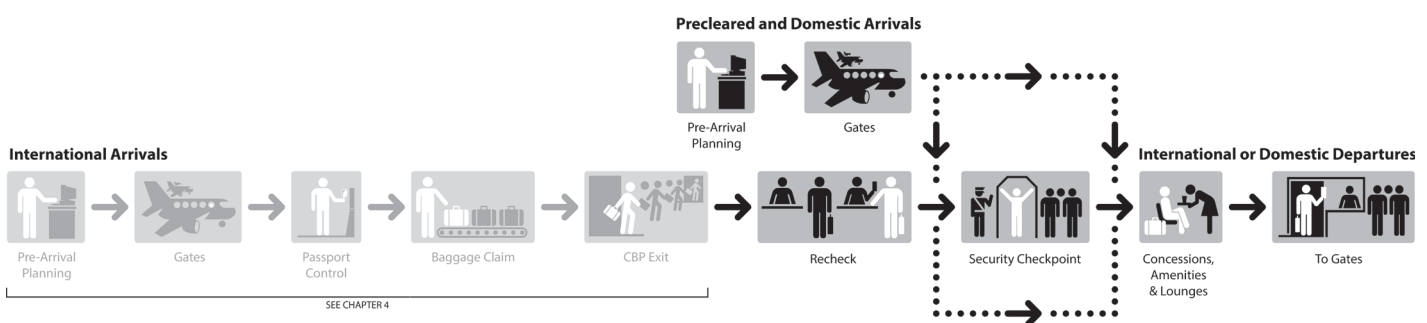 Precleared and Domestic Arrivals
Pre-Arrival
Planning
Gates
International Arrivals
International or Domestic Departures
Pre-Arrival
Planning
Gates
Passport
Control
Baggage Claim
CBP Exit
Recheck
Security Checkpoint
Concessions,
Amenities
& Lounges
To Gates
SEE CHAPTER 4